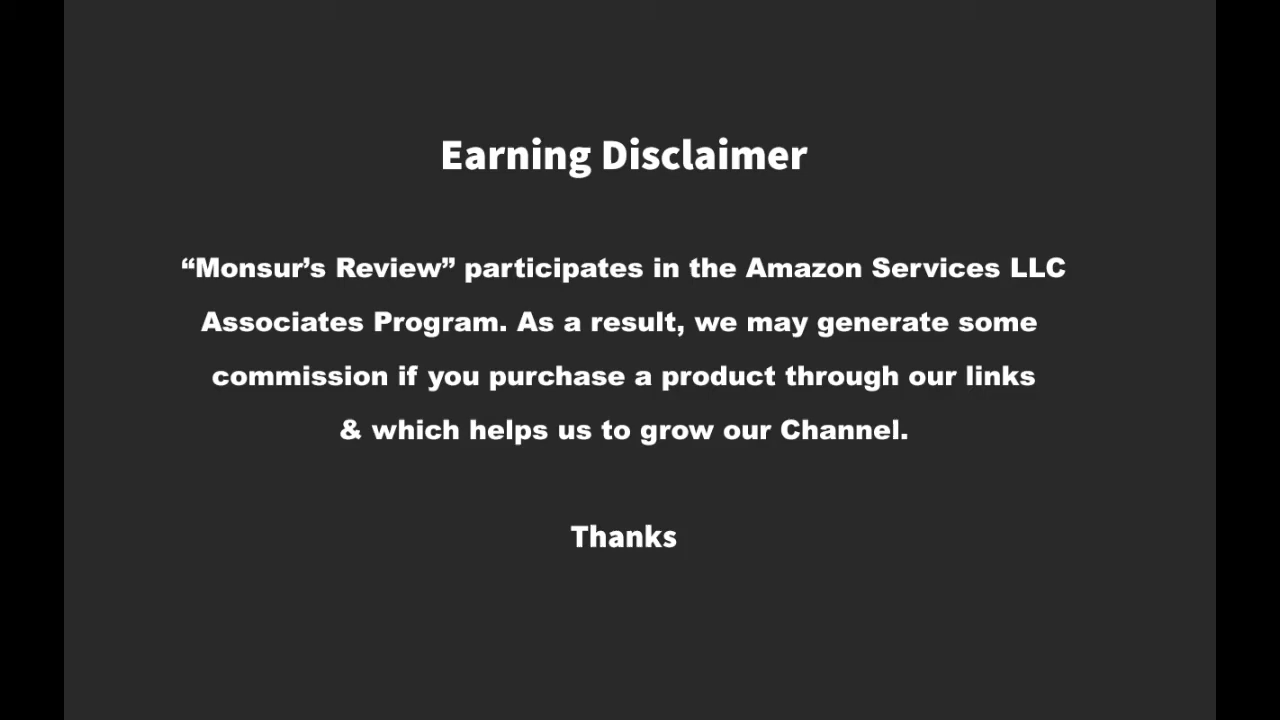 Earning Disclaimer
“Monsur’s Review” participates in the Amazon Services LLC
Associates Program. As a result, we may generate some
commission if you purchase a product through our links
& which helps us to grow our Channel.
Thanks